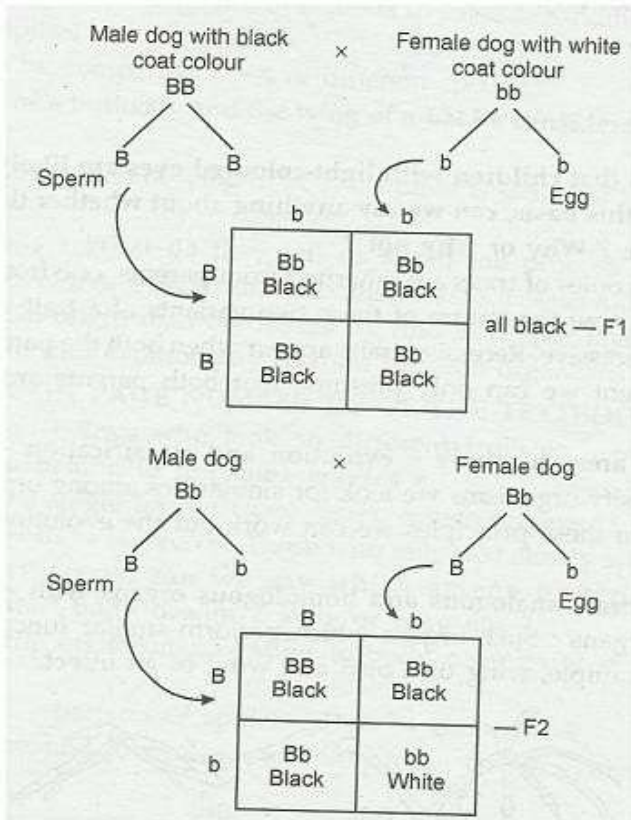 Male dog with black × Female dog with white
coat colour coat colour
BB bb
B B b b
Sperm Egg
b b
B Bb Bb
Black Black
all black — F1
B Bb Bb
Black Black
Male dog × Female dog
Bb Bb
B b B b
Sperm Egg
B b
B BB Bb
Black Black
— F2
b Bb bb
Black White